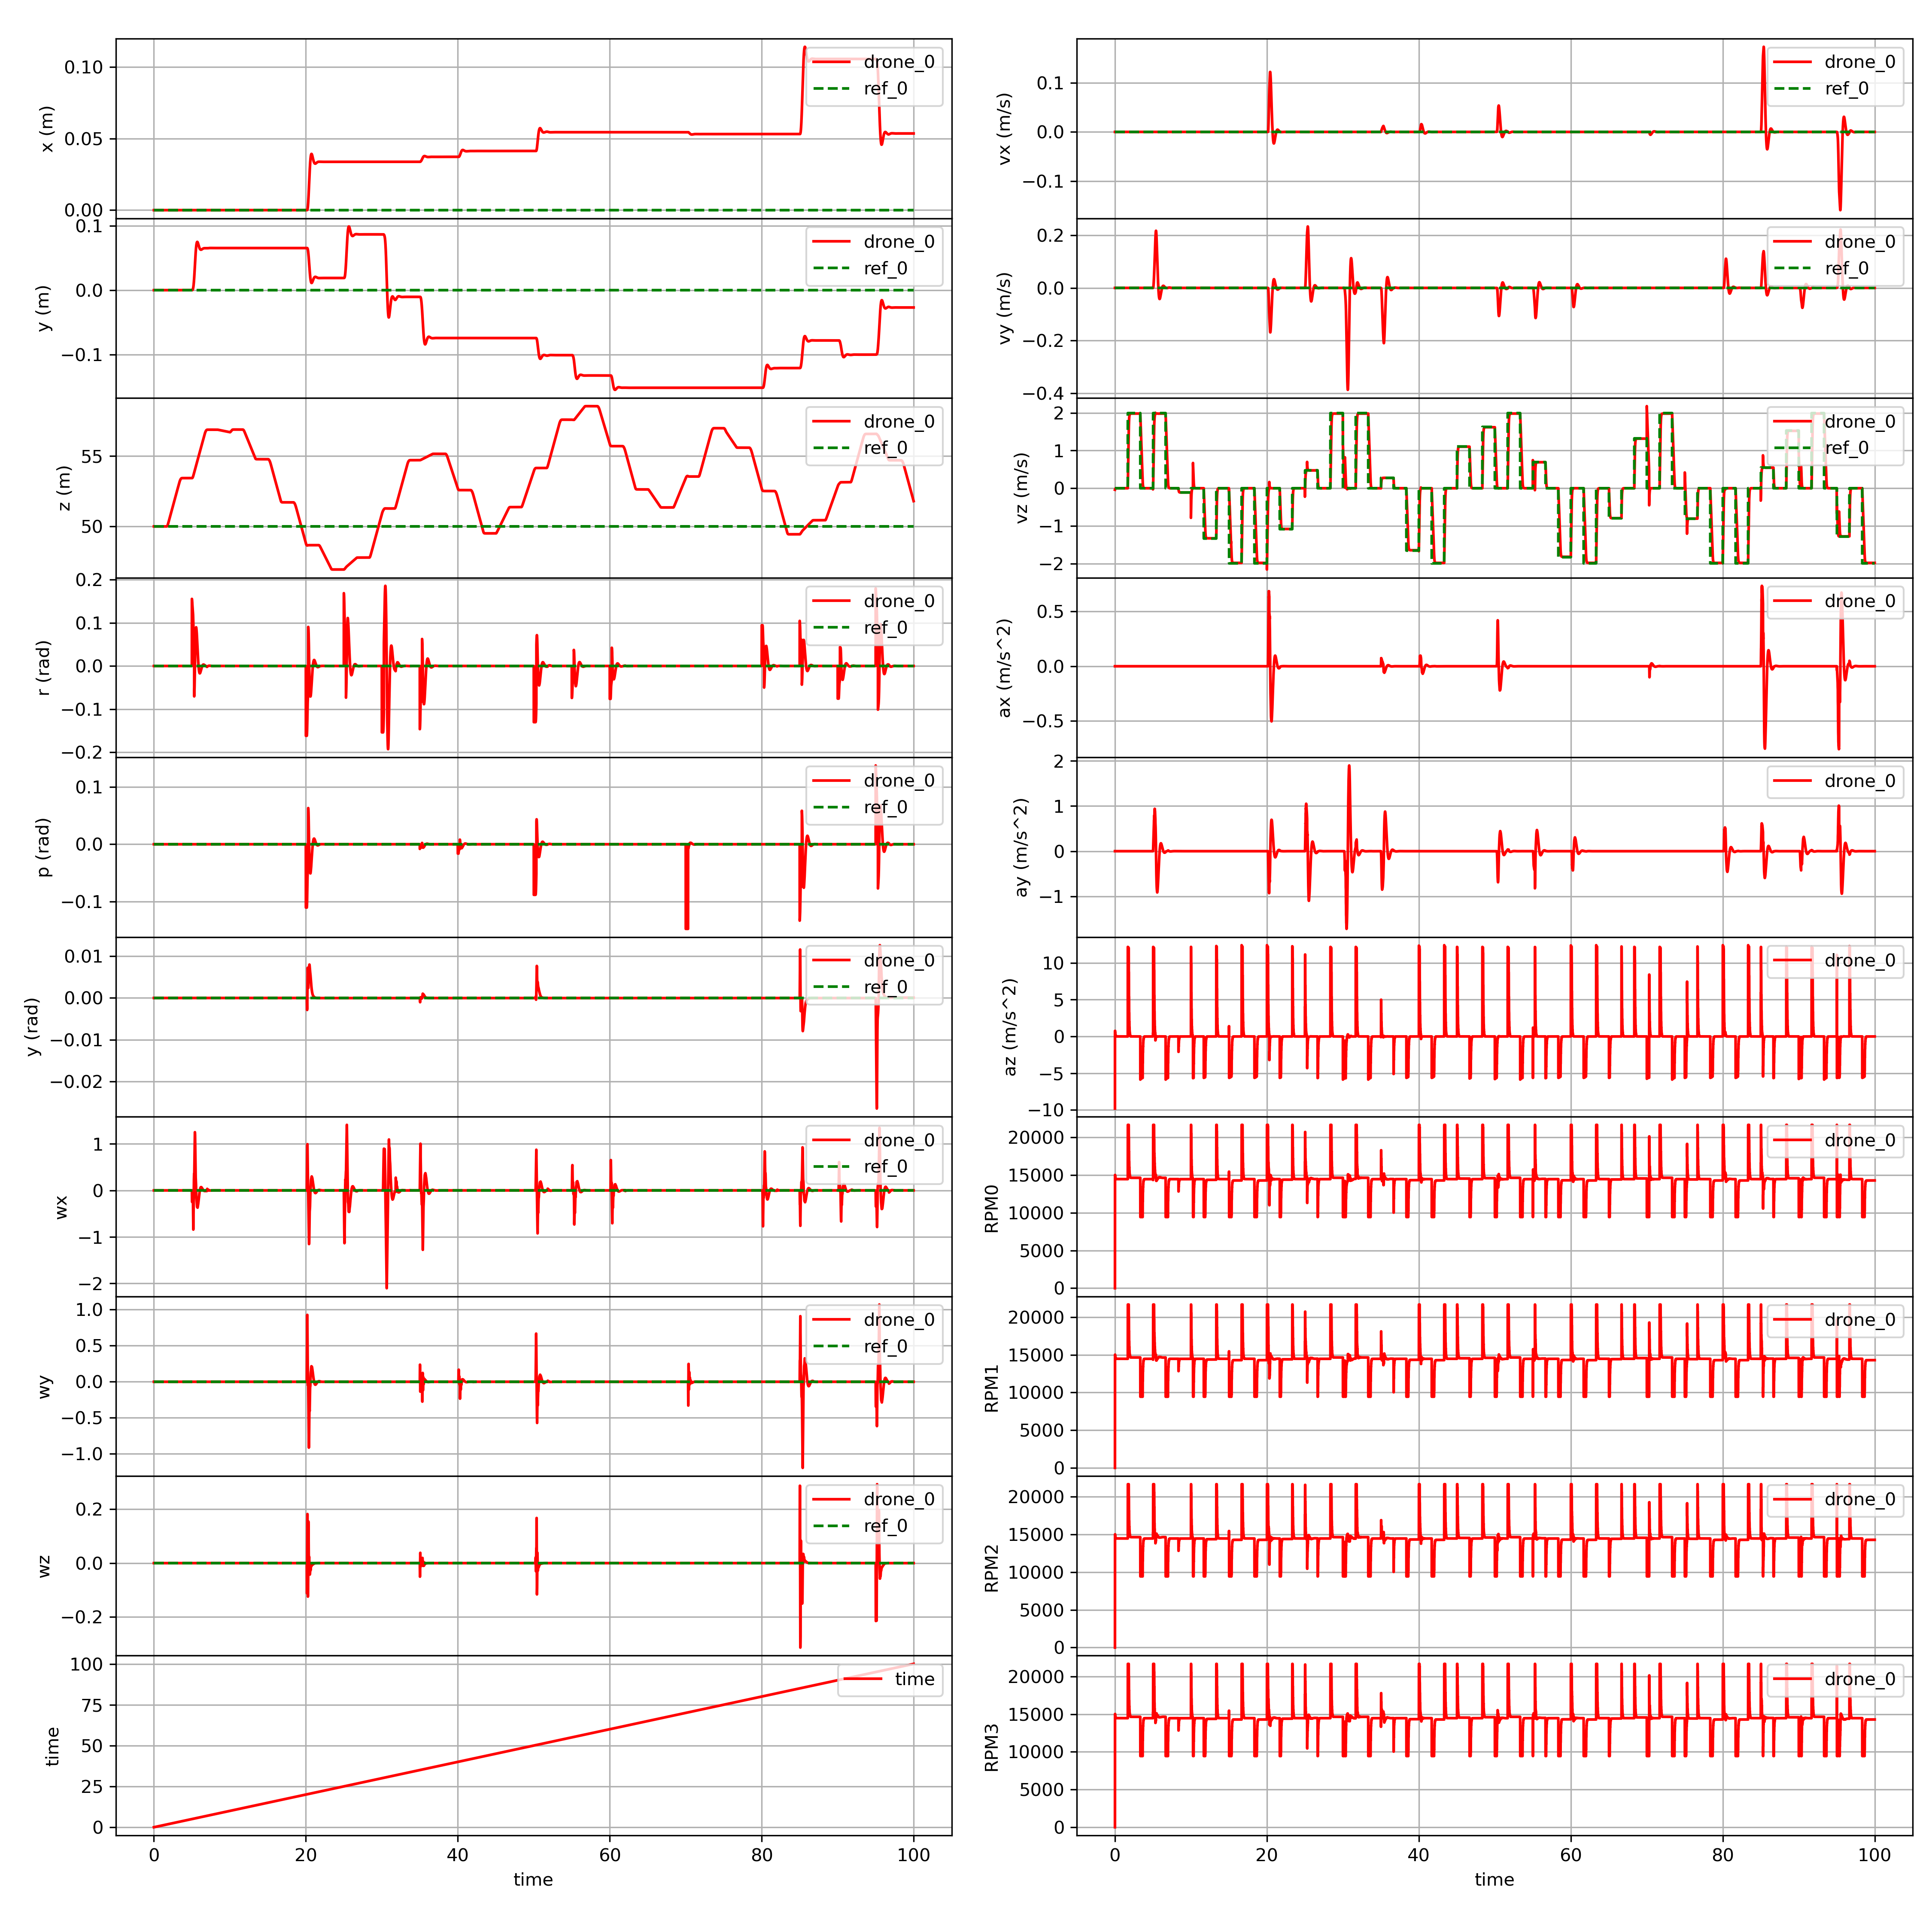 0.10
0.05
0.00
x (m)
drone_0
ref_0
0.1
0.0
−0.1
y (m)
drone_0
ref_0
55
50
z (m)
drone_0
ref_0
0.2
0.1
0.0
−0.1
−0.2
r (rad)
drone_0
ref_0
0.1
0.0
−0.1
p (rad)
drone_0
ref_0
0.01
0.00
−0.01
−0.02
y (rad)
drone_0
ref_0
1
0
−1
−2
wx
drone_0
ref_0
1.0
0.5
0.0
−0.5
−1.0
wy
drone_0
ref_0
0.2
0.0
−0.2
wz
drone_0
ref_0
100
75
50
25
0
time
time
0 20 40 60 80 100
time
0.1
0.0
−0.1
vx (m/s)
drone_0
ref_0
0.2
0.0
−0.2
−0.4
vy (m/s)
drone_0
ref_0
2
1
0
−1
−2
vz (m/s)
drone_0
ref_0
0.5
0.0
−0.5
ax (m/s^2)
drone_0
2
1
0
−1
ay (m/s^2)
drone_0
10
5
0
−5
−10
az (m/s^2)
drone_0
20000
15000
10000
5000
0
RPM0
drone_0
20000
15000
10000
5000
0
RPM1
drone_0
20000
15000
10000
5000
0
RPM2
drone_0
20000
15000
10000
5000
0
RPM3
drone_0
0 20 40 60 80 100
time